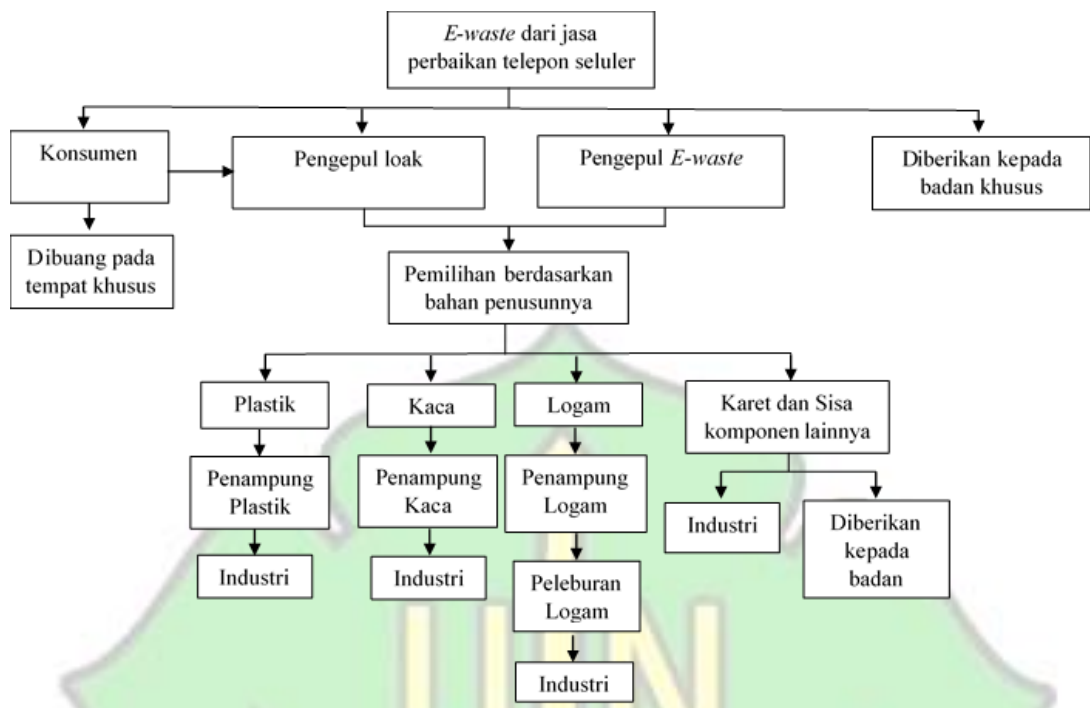 E-waste dari jasa
perbaikan telepon seluler
Konsumen
Pengepul loak
Pengepul E-waste
Diberikan kepada
badan khusus
Dibuang pada
tempat khusus
Pemilihan berdasarkan
bahan penusunnya
Plastik
Kaca
Logam
Karet dan Sisa
komponen lainnya
Penampung
Plastik
Penampung
Kaca
Penampung
Logam
Industri
Diberikan
kepada
badan
Industri
Industri
Peleburan
Logam
Industri
UIN